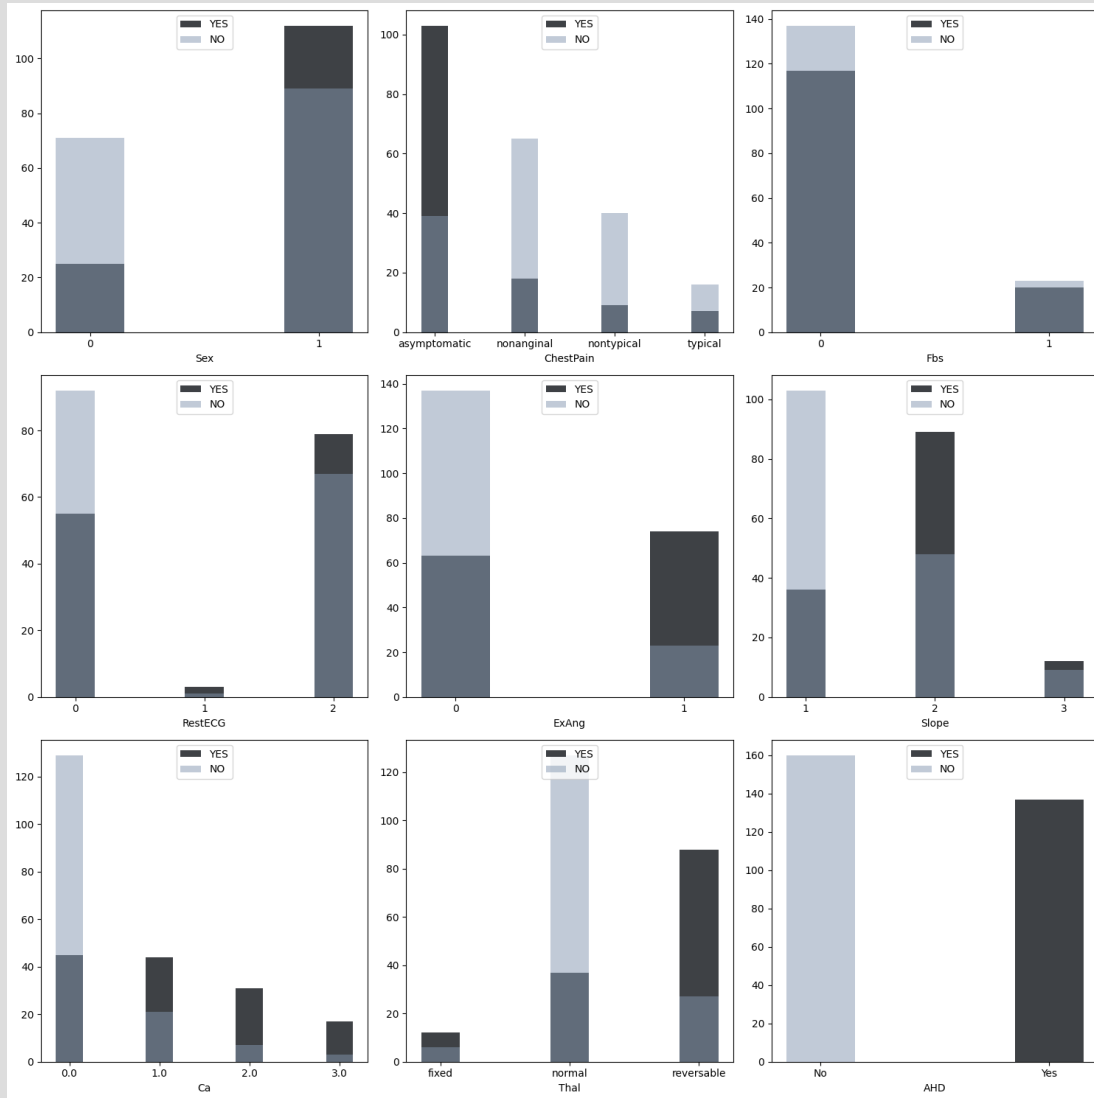 YES
NO
100
80
60
40
20
0
0 1
Sex
YES
NO
100
80
60
40
20
0
asymptomatic nonanginal nontypical typical
ChestPain
YES
NO
140
120
100
80
60
40
20
0
0 1
Fbs
YES
NO
80
60
40
20
0
0 1 2
RestECG
YES
NO
140
120
100
80
60
40
20
0
0 1
ExAng
YES
NO
100
80
60
40
20
0
1 2 3
Slope
YES
NO
120
100
80
60
40
20
0
0.0 1.0 2.0 3.0
Ca
YES
NO
120
100
80
60
40
20
0
fixed normal reversable
Thal
YES
NO
160
140
120
100
80
60
40
20
0
No Yes
AHD